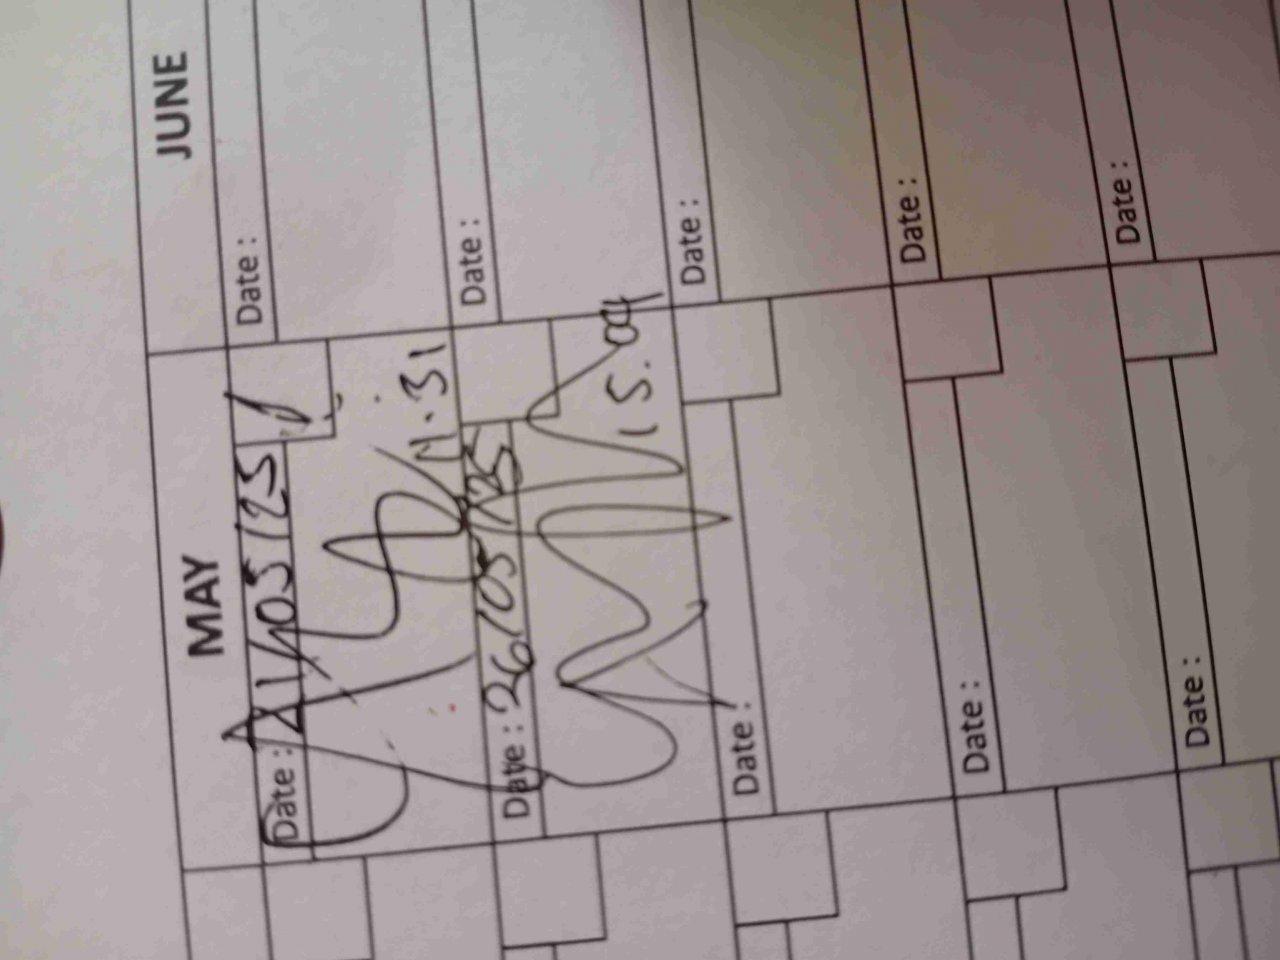 MAY JUNE
Date : 21/05/25 Date :
11.31
Date : 26/05/25 Date :
15.04
Date : Date :
Date : Date :
Date : Date :